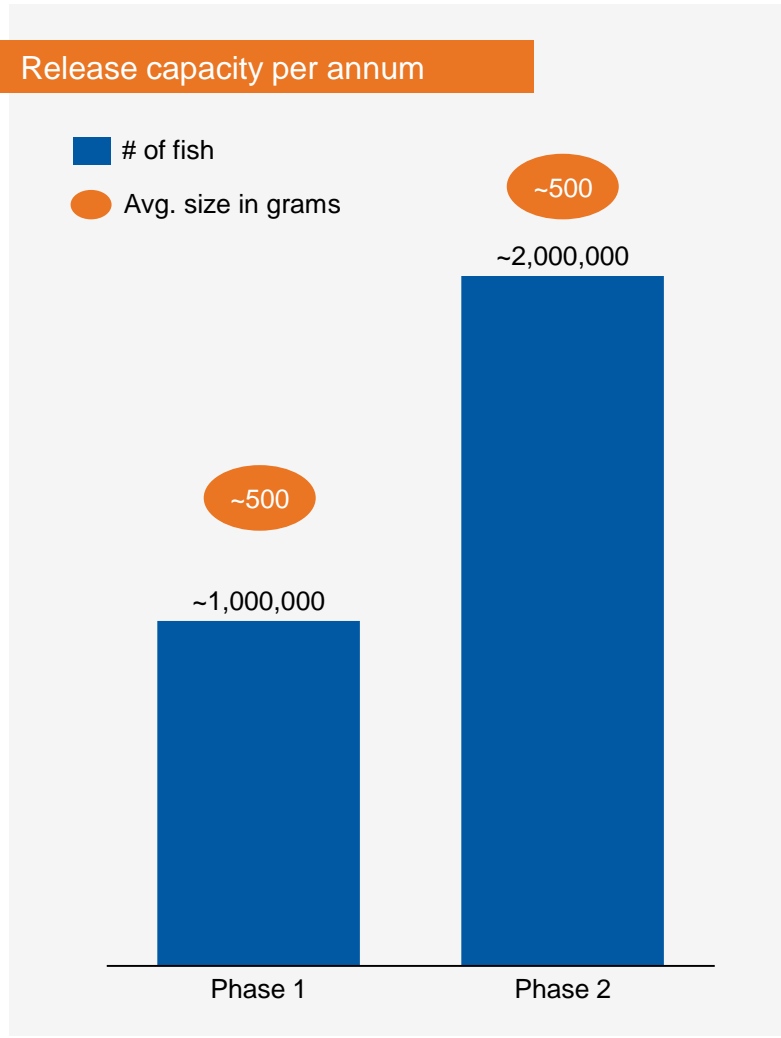 Release capacity per annum
# of fish
Avg. size in grams
~500
~2,000,000
~500
~1,000,000
Phase 1
Phase 2